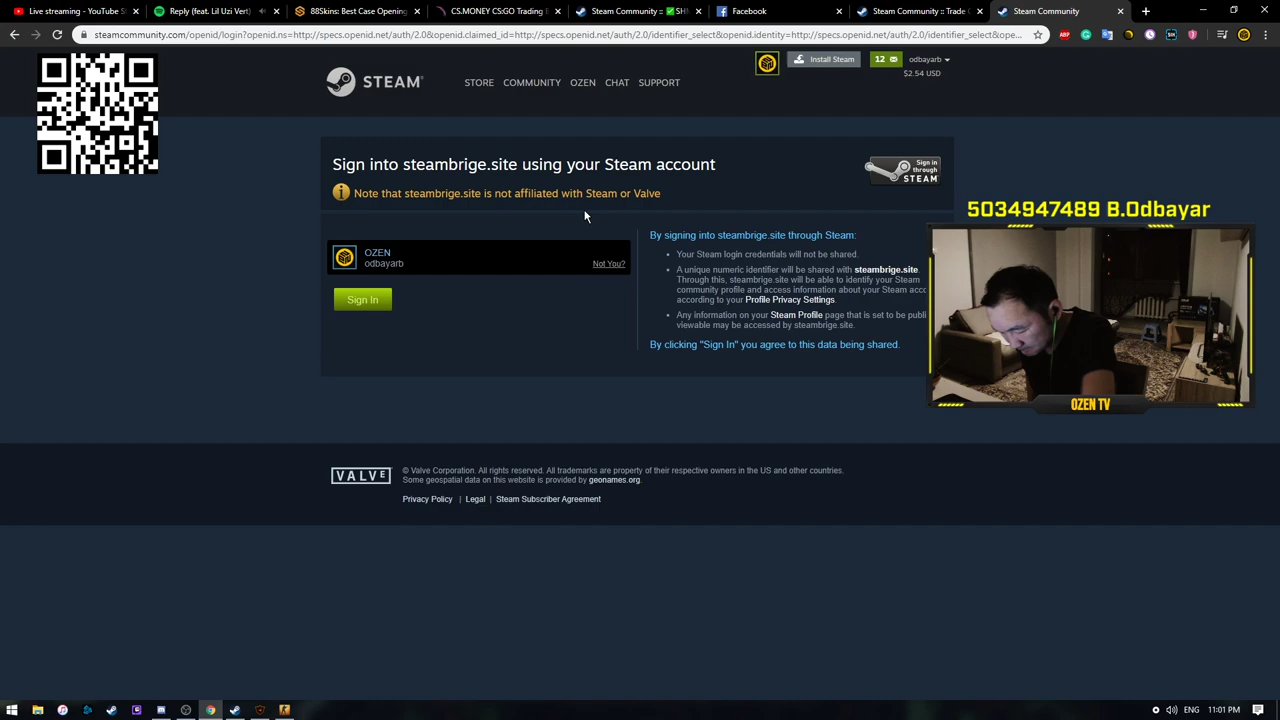 Live streaming - YouTube S
Reply (feat. Lil Uzi Vert)
88Skins: Best Case Opening
CS.MONEY CS:GO Trading
Steam Community :: ✅ SH
Facebook
Steam Community :: Trade
Steam Community
steamcommunity.com/openid/login?openid.ns=http://specs.openid.net/auth/2.0&openid.claimed_id=http://specs.openid.net/auth/2.0/identifier_select&openid.identity=http://specs.openid.net/auth/2.0/identifier_select&ope...
STEAM
STORE COMMUNITY OZEN CHAT SUPPORT
Install Steam
12
odbayarb
$2.54 USD
Sign into steambrige.site using your Steam account
Sign in
through
STEAM
Note that steambrige.site is not affiliated with Steam or Valve
5034947489 B.Odbayar
OZEN
odbayarb
Not You?
Sign In
By signing into steambrige.site through Steam:
Your Steam login credentials will not be shared.
A unique numeric identifier will be shared with steambrige.site.
Through this, steambrige.site will be able to identify your Steam
community profile and access information about your Steam acco
according to your Profile Privacy Settings.
Any information on your Steam Profile page that is set to be publi
viewable may be accessed by steambrige.site.
By clicking "Sign In" you agree to this data being shared.
OZEN TV
VALVE
© Valve Corporation. All rights reserved. All trademarks are property of their respective owners in the US and other countries.
Some geospatial data on this website is provided by geonames.org.
Privacy Policy | Legal | Steam Subscriber Agreement
ENG 11:01 PM